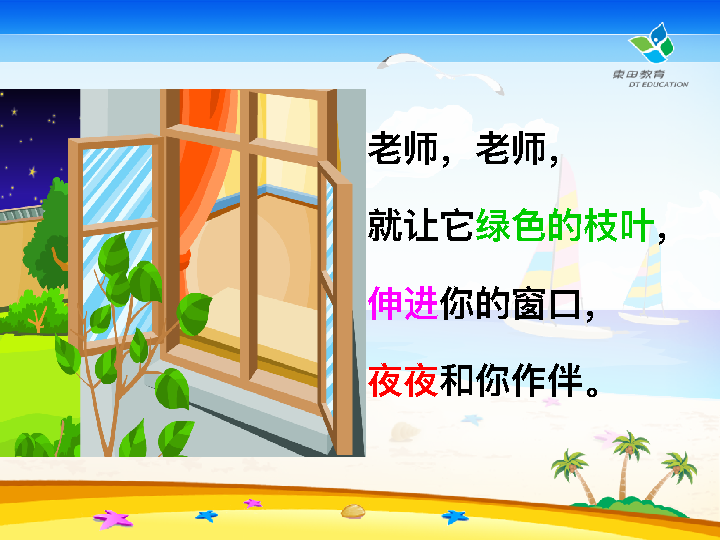 東田教育
DT EDUCATION
老师，老师，
就让它绿色的枝叶，
伸进你的窗口，
夜夜和你作伴。